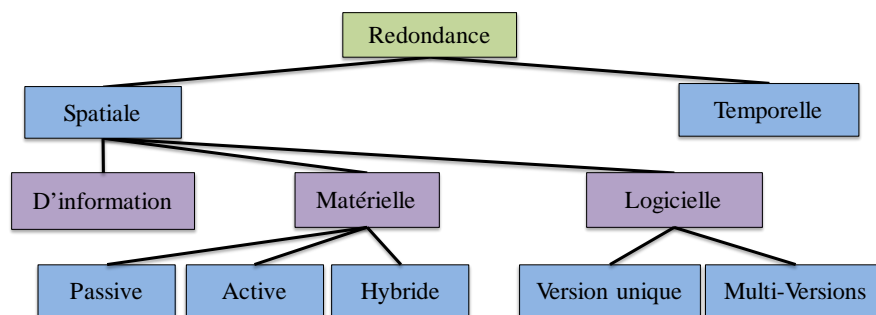 Redondance
Spatiale
Temporelle
D'information
Matérielle
Logicielle
Passive
Active
Hybride
Version unique
Multi-Versions